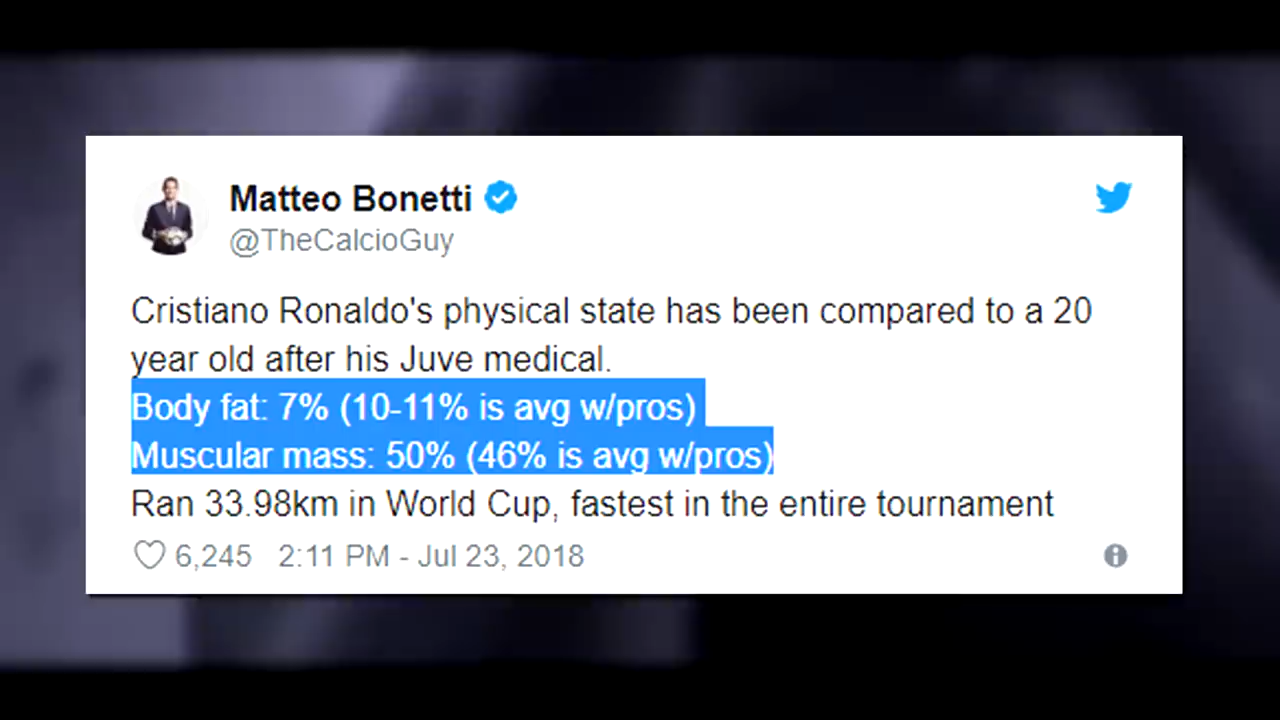 Matteo Bonetti
@TheCalcioGuy
Cristiano Ronaldo's physical state has been compared to a 20
year old after his Juve medical.
Body fat: 7% (10-11% is avg w/pros)
Muscular mass: 50% (46% is avg w/pros)
Ran 33.98km in World Cup, fastest in the entire tournament
6,245 2:11 PM - Jul 23, 2018